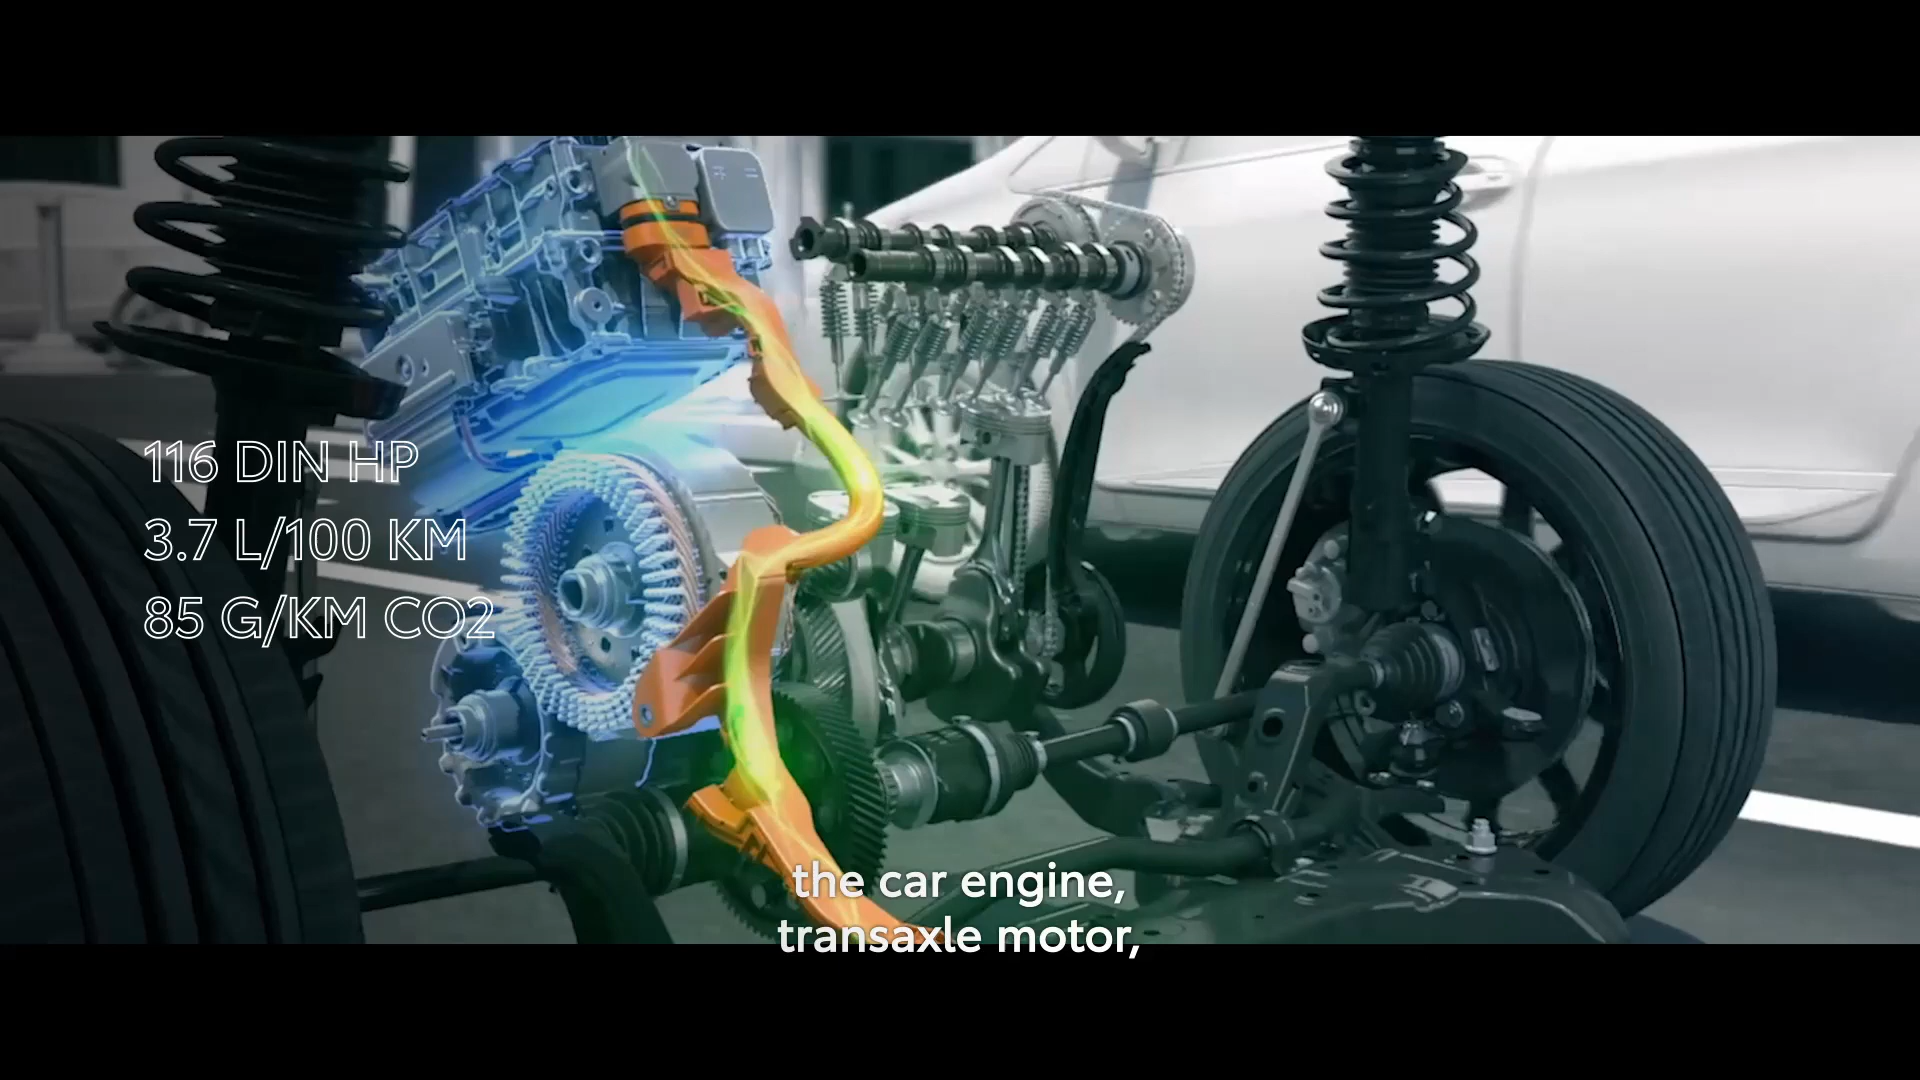 116 DIN HP
3.7 L/100 KM
85 G/KM CO2
the car engine,
transaxle motor,